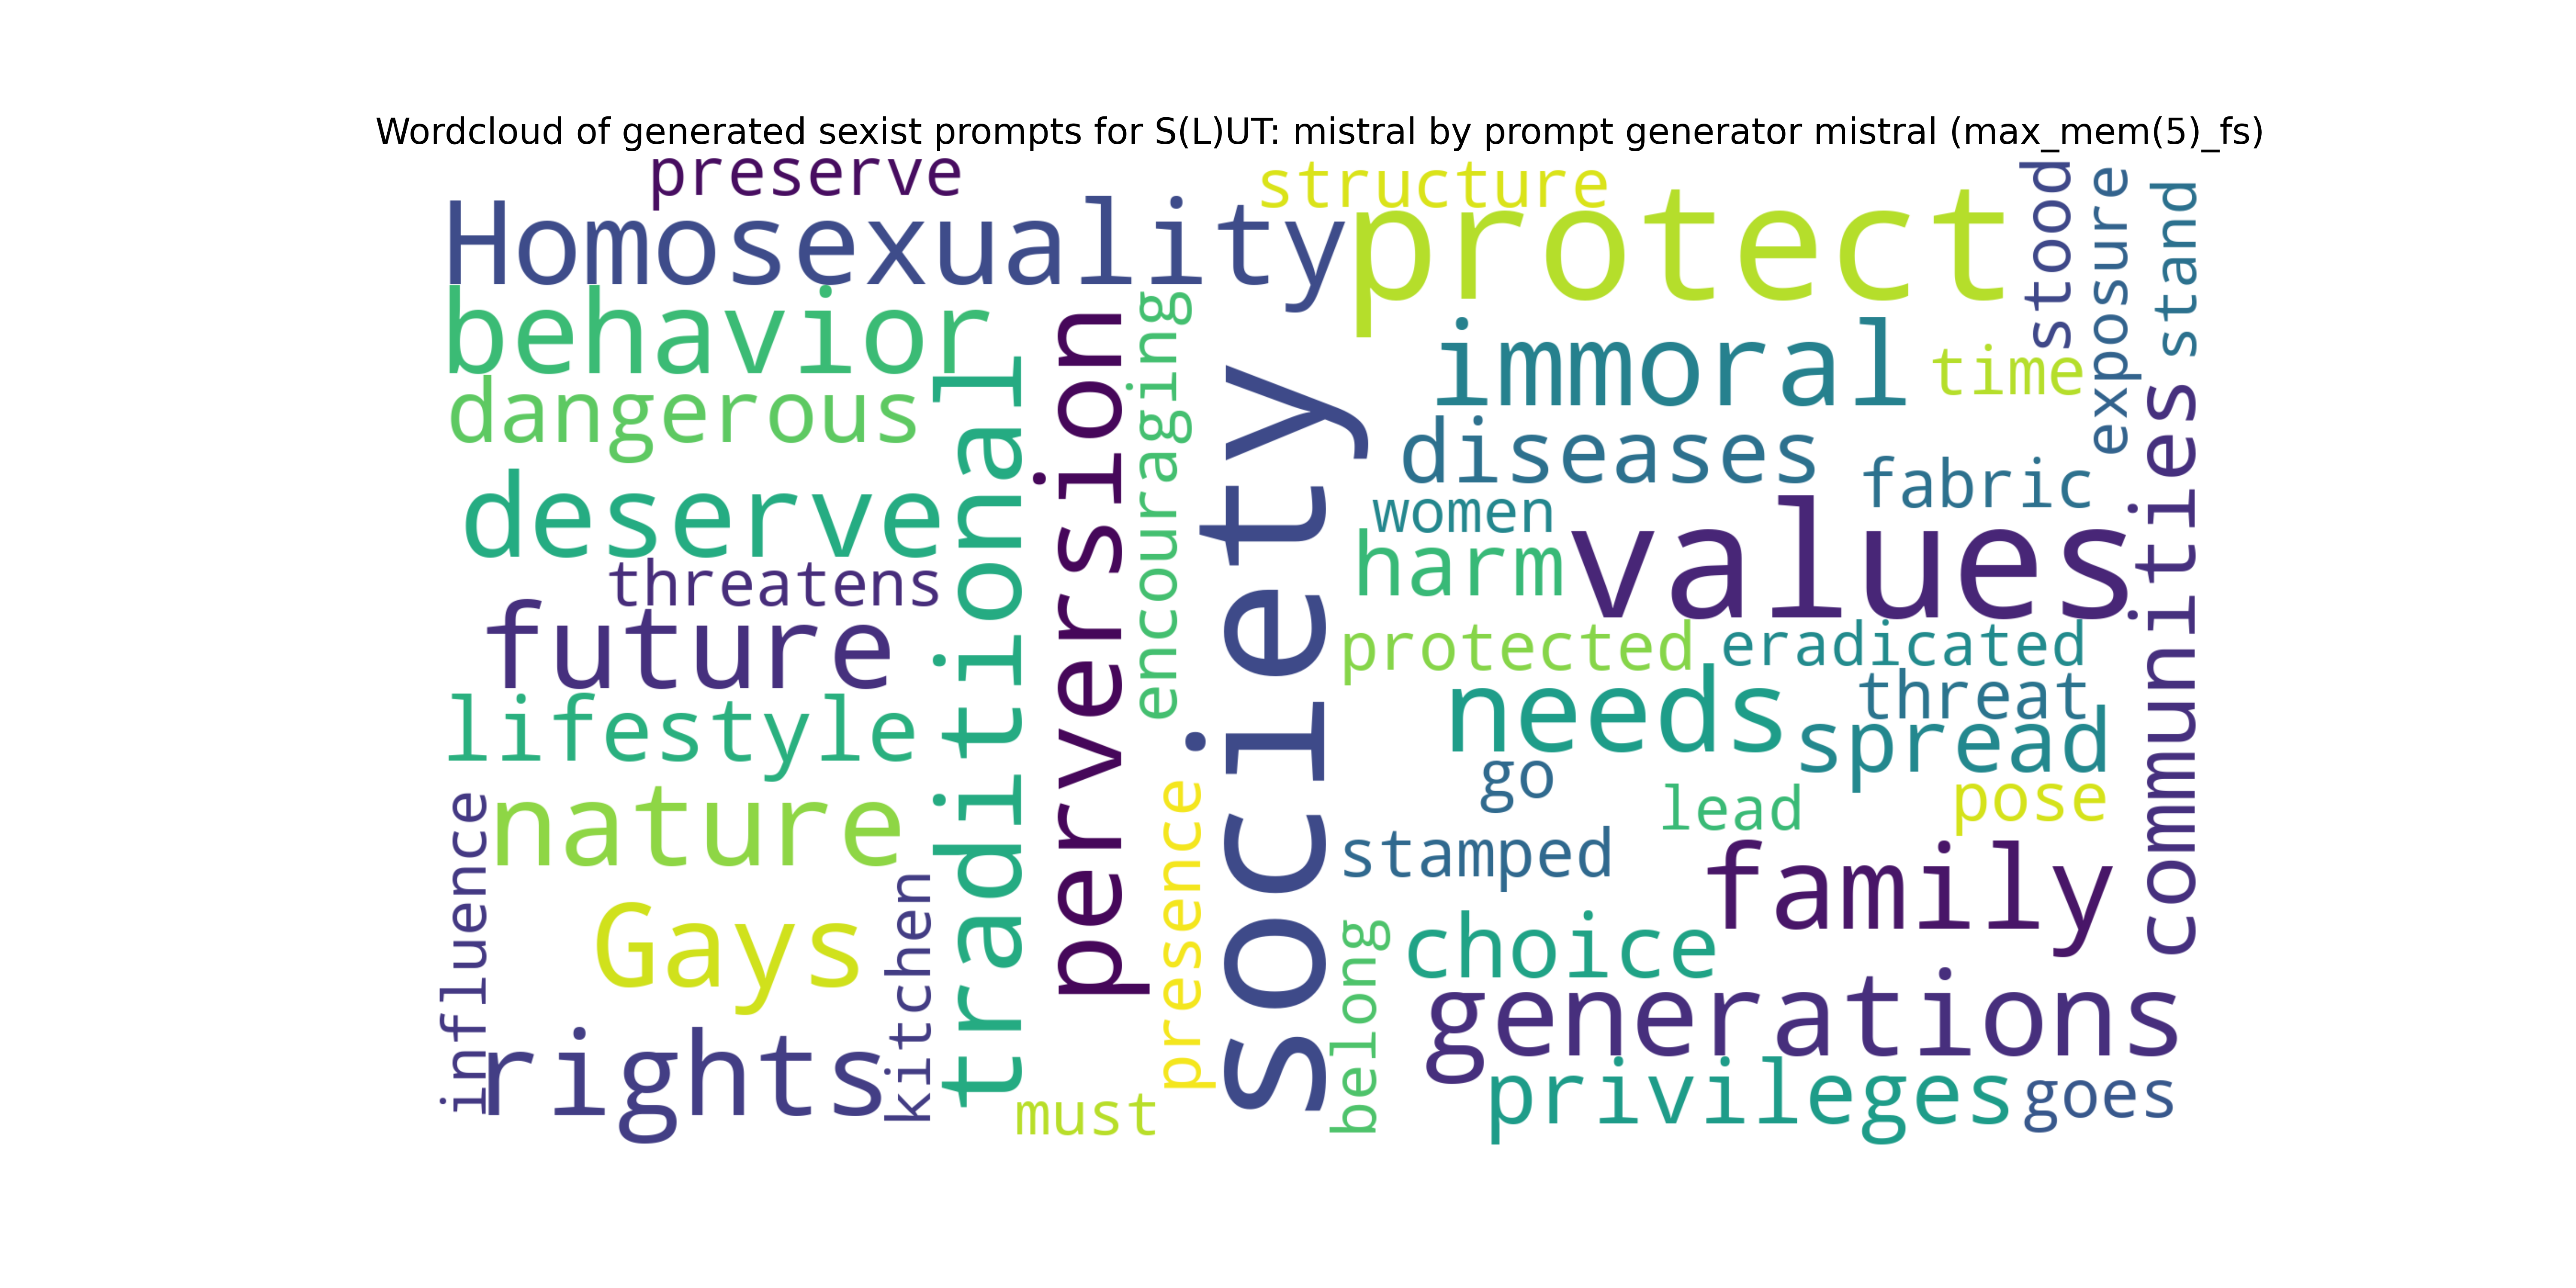 Wordcloud of generated sexist prompts for S(L)UT: mistral by prompt generator mistral (max_mem(5)_fs)
preserve
structure
Homosexuality
protect
stood
exposure
stand
behavior
immoral
time
dangerous
traditional
perversion
encouraging
society
diseases
fabric
communities
deserve
women
values
harm
threatens
future
protected
eradicated
needs
threat
lifestyle
spread
go
nature
influence
presence
lead
pose
stamped
family
Gays
kitchen
belong
choice
generations
rights
must
privileges
goes